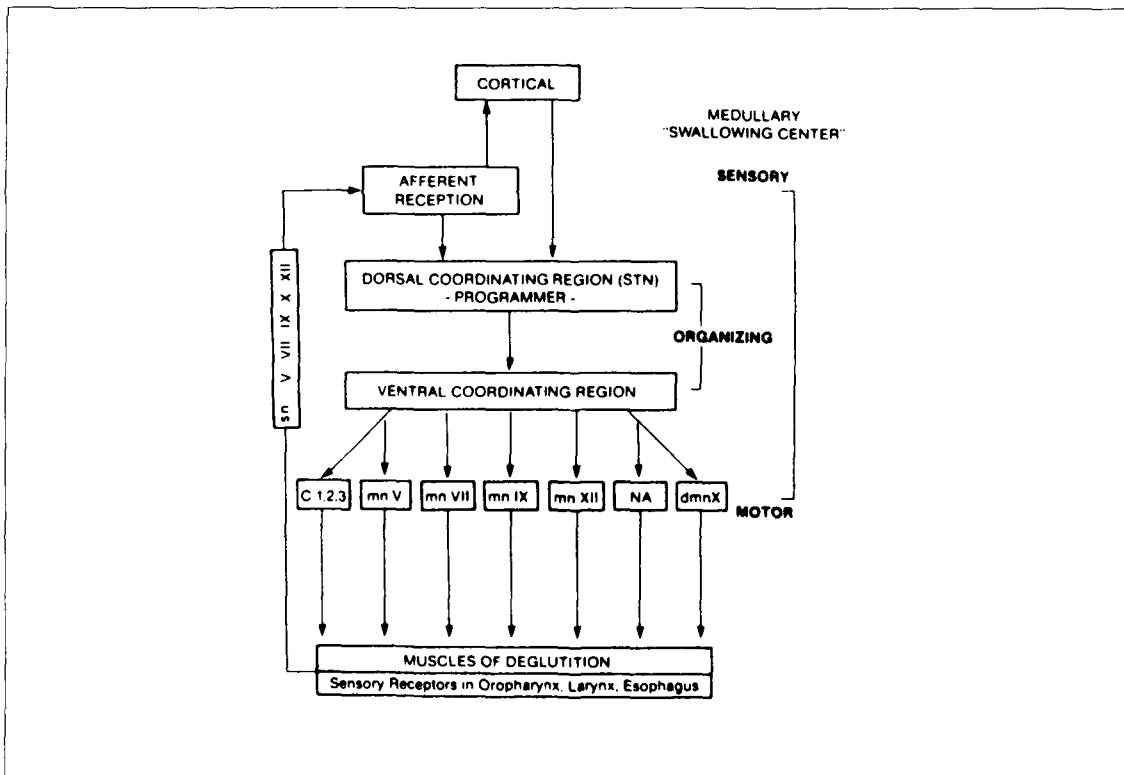 CORTICAL
MEDULLARY
"SWALLOWING CENTER"
SENSORY
AFFERENT
RECEPTION
sn V VII IX X XII
DORSAL COORDINATING REGION (STN)
- PROGRAMMER -
ORGANIZING
VENTRAL COORDINATING REGION
C 1.2.3
mn V
mn VII
mn IX
mn XII
NA
dmnX
MOTOR
MUSCLES OF DEGLUTITION
Sensory Receptors in Oropharynx, Larynx, Esophagus